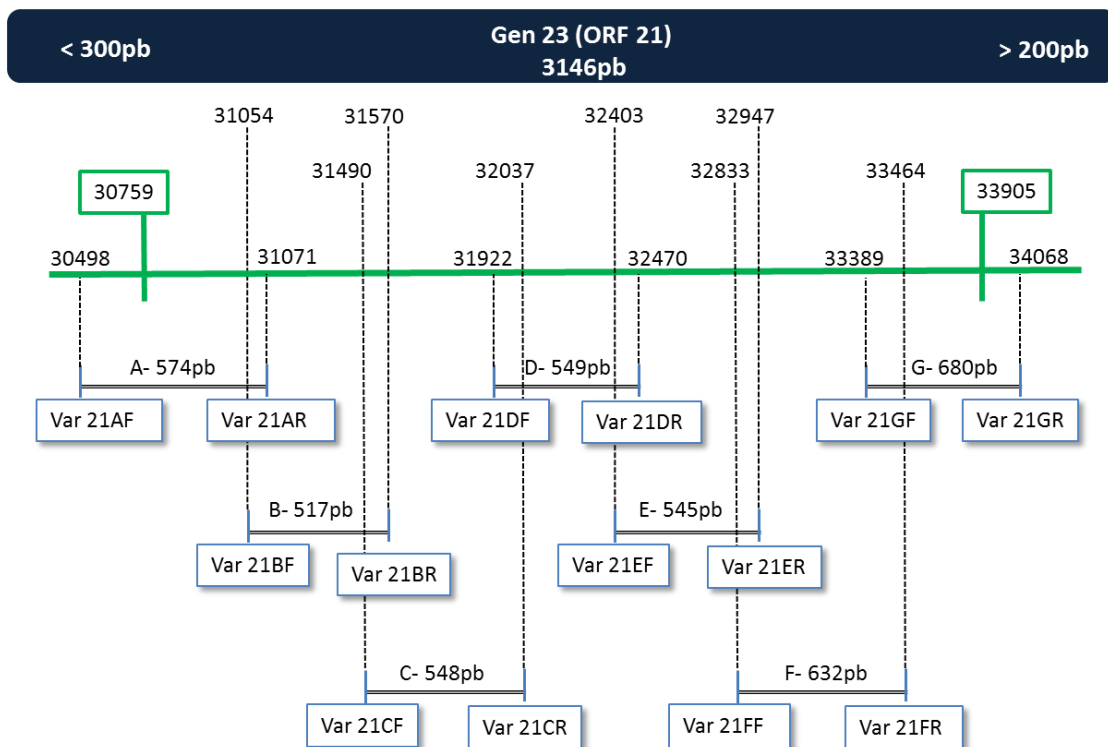 Gen 23 (ORF 21)
< 300pb
> 200pb
3146pb
31054
31570
32403
32947
31490
32037
32833
33464
30759
33905
30498
31071
31922
32470
33389
34068
A- 574pb
D- 549pb
G- 680pb
Var 21AF
Var 21AR
Var 21DF
Var 21DR
Var 21GF
Var 21GR
B- 517pb
E- 545pb
Var 21BF
Var 21BR
Var 21EF
Var 21ER
C- 548pb
F- 632pb
Var 21CF
Var 21CR
Var 21FF
Var 21FR